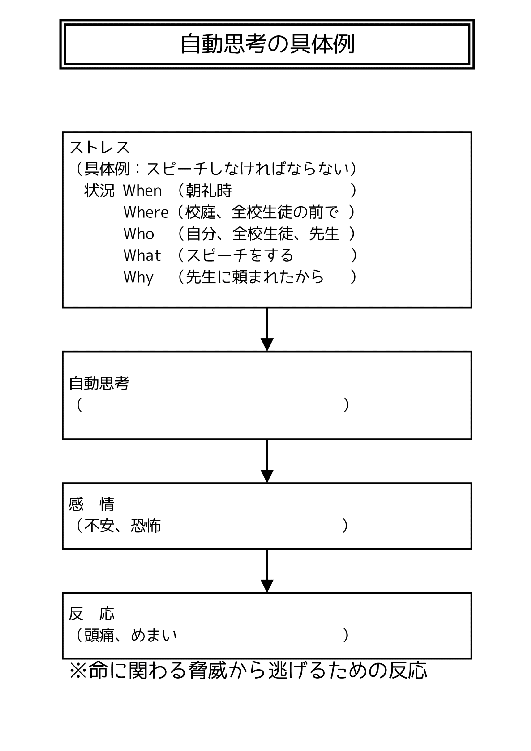 自動思考の具体例
ストレス
(具体例:スピーチしなければならない)
状況 When (朝礼時 )
Where(校庭、全校生徒の前で )
Who (自分、全校生徒、先生 )
What (スピーチをする )
Why (先生に頼まれたから )
自動思考
( )
感 情
(不安、恐怖 )
反 応
(頭痛、めまい )
※命に関わる脅威から逃げるための反応